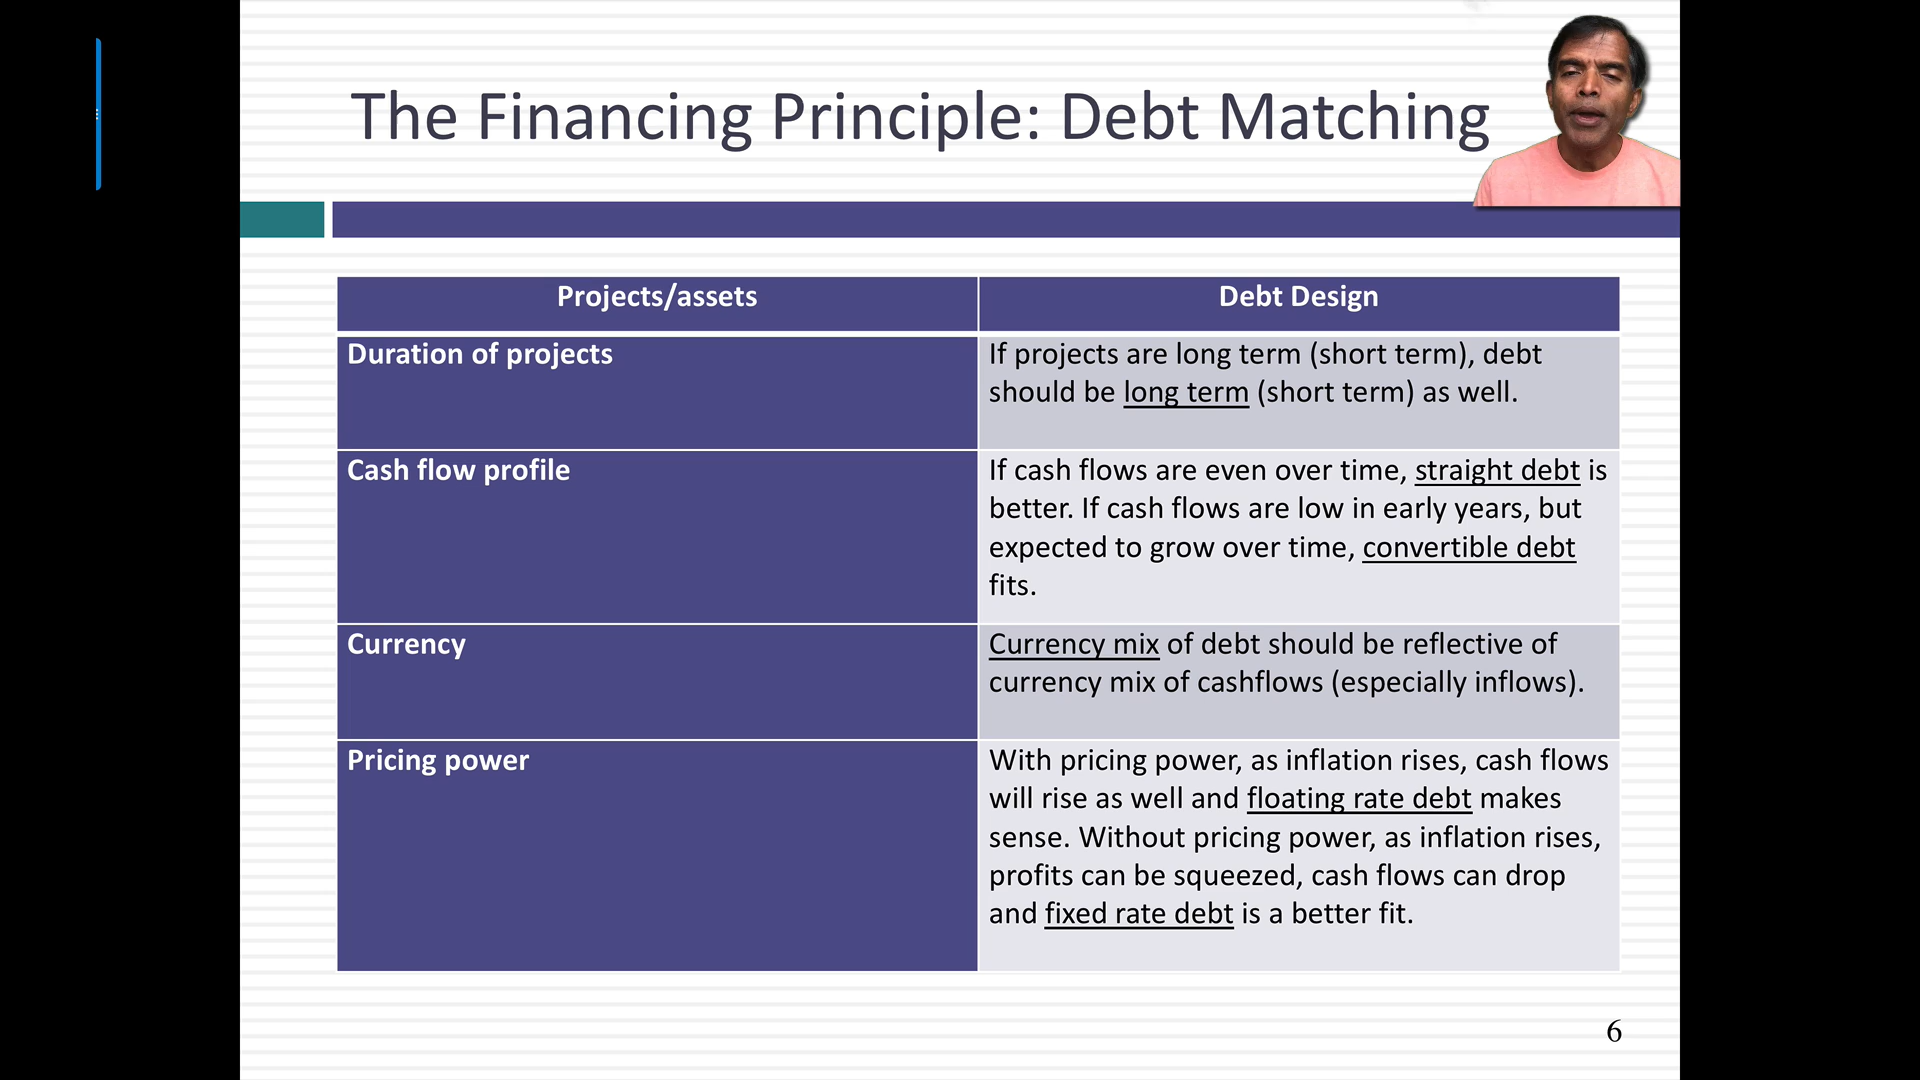 The Financing Principle: Debt Matching
Projects/assets
Debt Design
Duration of projects
If projects are long term (short term), debt
should be long term (short term) as well.
Cash flow profile
If cash flows are even over time, straight debt is
better. If cash flows are low in early years, but
expected to grow over time, convertible debt
fits.
Currency
Currency mix of debt should be reflective of
currency mix of cashflows (especially inflows).
Pricing power
With pricing power, as inflation rises, cash flows
will rise as well and floating rate debt makes
sense. Without pricing power, as inflation rises,
profits can be squeezed, cash flows can drop
and fixed rate debt is a better fit.
6